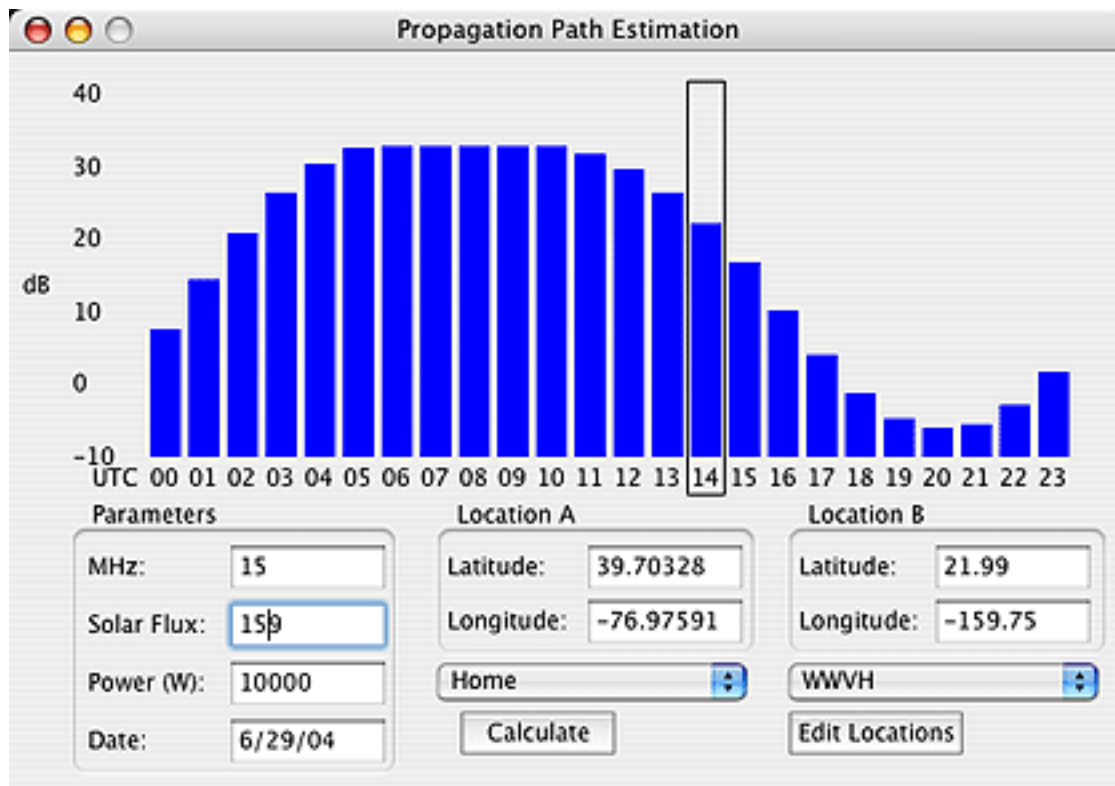 Propagation Path Estimation
40
30
20
dB
10
0
-10
UTC 00 01 02 03 04 05 06 07 08 09 10 11 12 13 14 15 16 17 18 19 20 21 22 23
Parameters Location A Location B
MHz: 15 Latitude: 39.70328 Latitude: 21.99
Solar Flux: 159 Longitude: -76.97591 Longitude: -159.75
Power (W): 10000 Home WWVH
Date: 6/29/04 Calculate Edit Locations